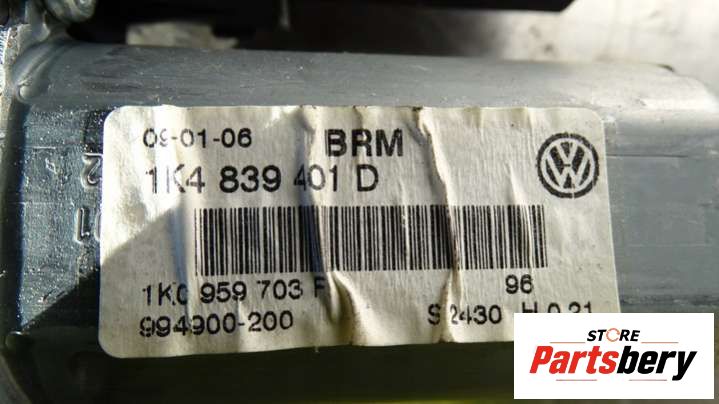 09-01-06 BRM
1K4 839 401 D
1K0 959 703 F 96
994900-200 S 2430 H 0.21
STORE
Partsbery